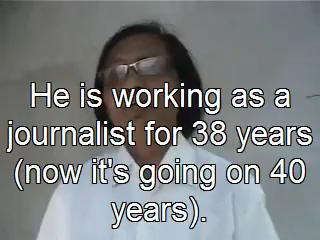 He is working as a
journalist for 38 years
(now it's going on 40
years).